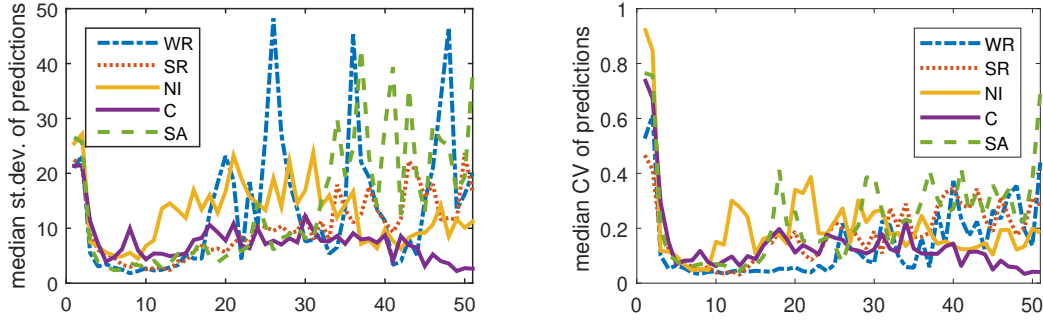 median st.dev. of predictions
50
40
30
20
10
0
0 10 20 30 40 50
WR
SR
NI
C
SA
median CV of predictions
1
0.8
0.6
0.4
0.2
0
0 10 20 30 40 50
WR
SR
NI
C
SA